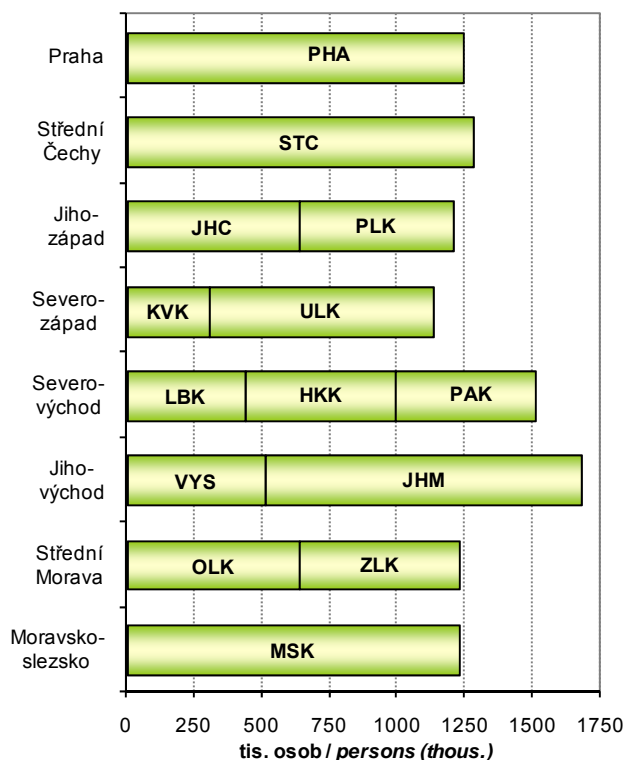 Praha
PHA
Střední
Čechy
STC
Jiho-
západ
JHC
PLK
Severo-
západ
KVK
ULK
Severo-
východ
LBK
HKK
PAK
Jiho-
východ
VYS
JHM
Střední
Morava
OLK
ZLK
Moravsko-
slezsko
MSK
0 250 500 750 1000 1250 1500 1750
tis. osob / persons (thous.)